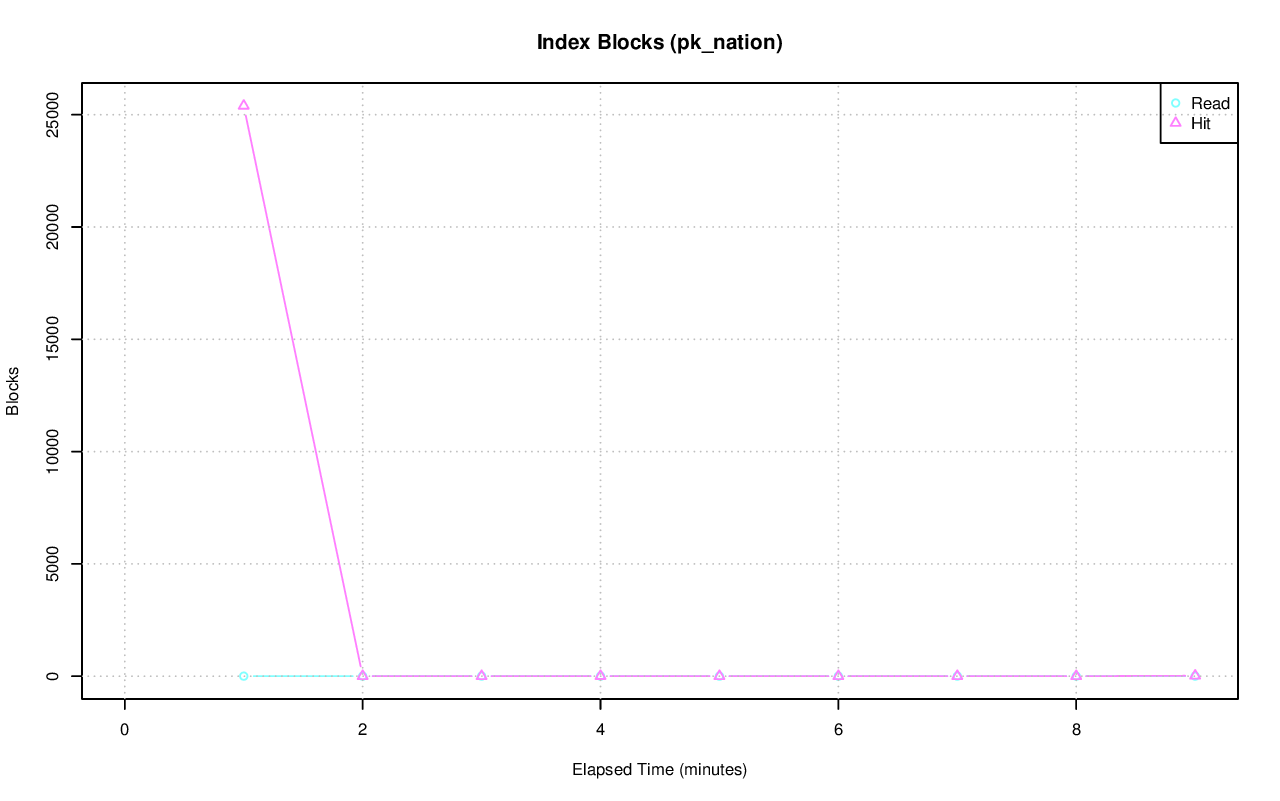 Index Blocks (pk_nation)
Read
Hit
25000
20000
15000
10000
5000
0
Blocks
0 2 4 6 8
Elapsed Time (minutes)